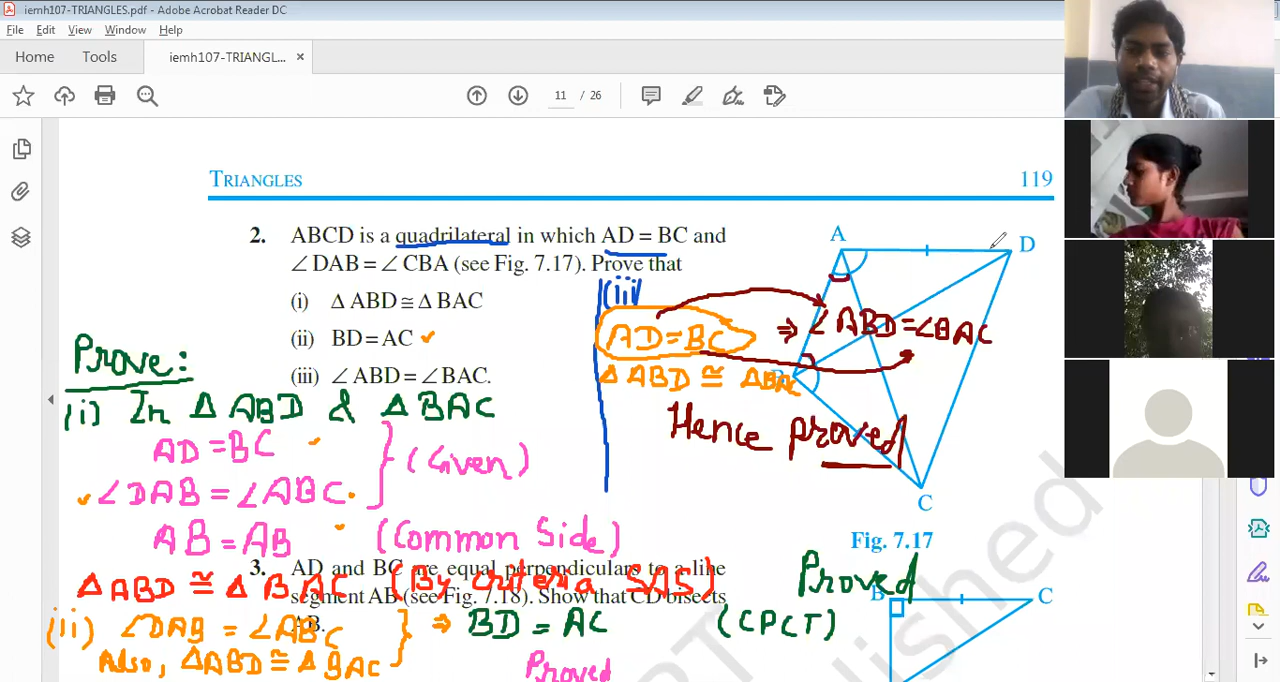 iemh107-TRIANGLES.pdf - Adobe Acrobat Reader DC
File Edit View Window Help
Home Tools iemh107-TRIANGL... ×
11 / 26
TRIANGLES 119
2. ABCD is a quadrilateral in which AD = BC and
∠ DAB = ∠ CBA (see Fig. 7.17). Prove that
(i) Δ ABD ≅ Δ BAC
(ii) BD = AC
(iii) ∠ ABD = ∠ BAC.
(iii)
AD = BC ⇒ ∠ABD = ∠BAC
Δ ABD ≅ ΔBAC
Hence proved
A
D
B
C
Fig. 7.17
Prove:
(i) In Δ ABD & Δ BAC
AD = BC
∠DAB = ∠ABC
(Given)
AB = AB (Common Side)
ΔABD ≅ Δ BAC (By criteria SAS)
3. AD and BC are equal perpendiculars to a line
segment AB (see Fig. 7.18). Show that CD bisects
AB.
(ii) ∠DAB = ∠ABC ⇒ BD = AC (CPCT)
Also, ΔABD ≅ ΔBAC
Proved
Proved
B
C